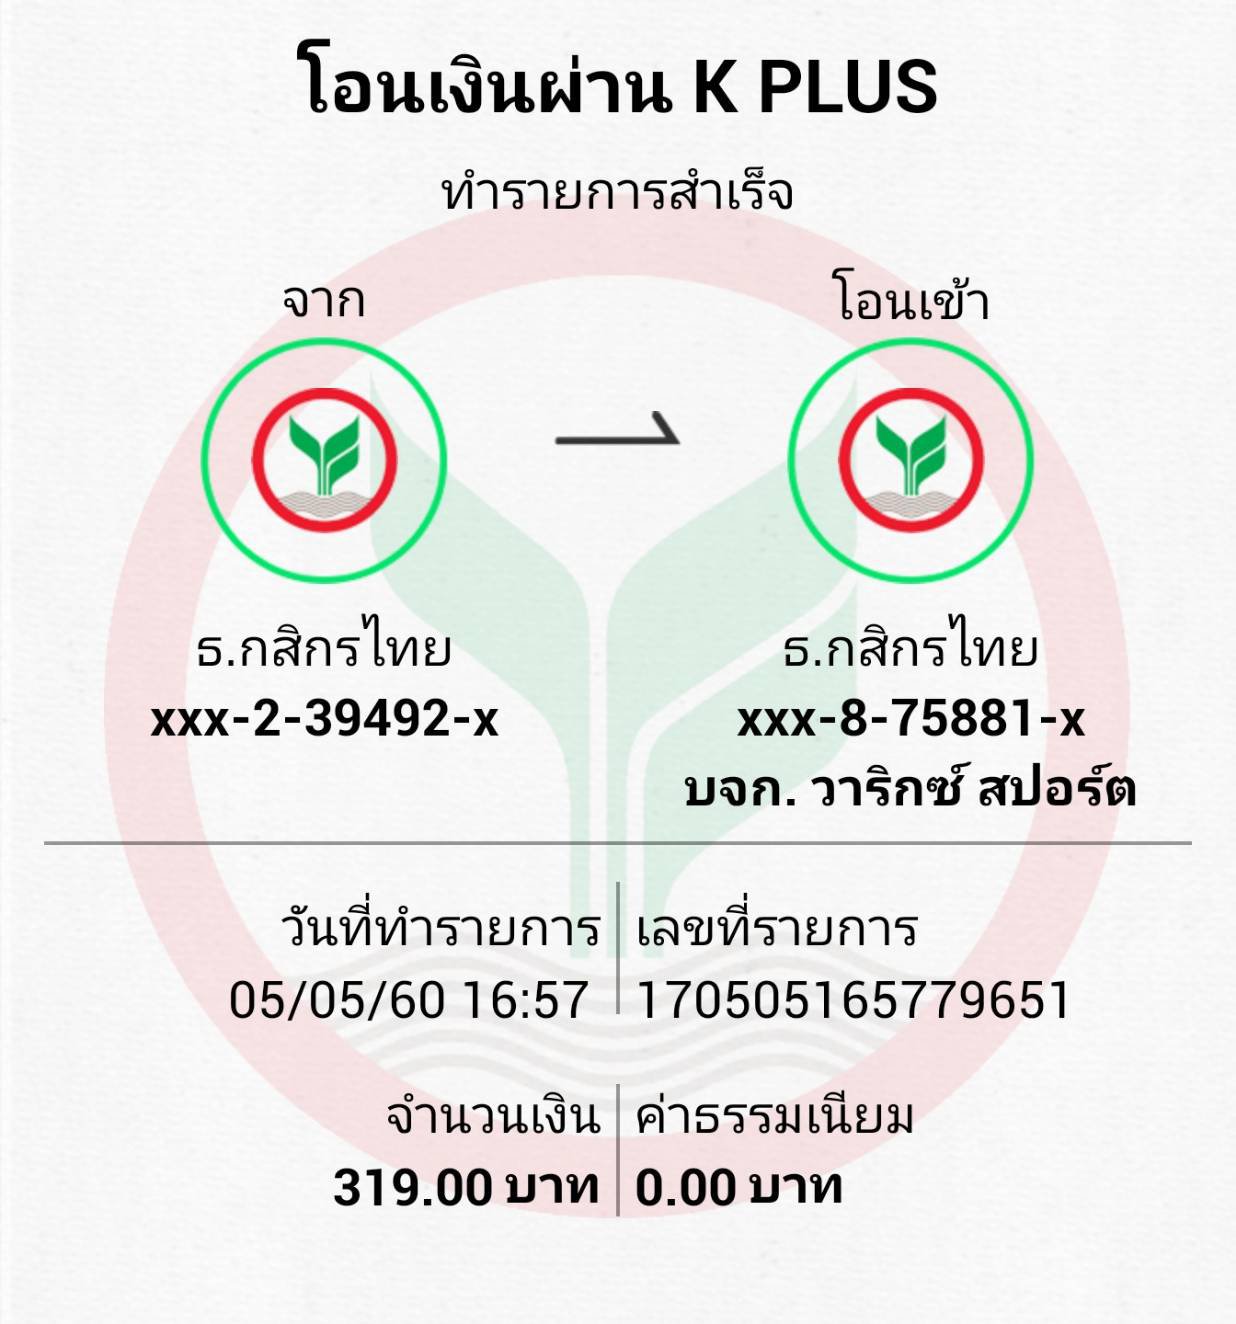 โอนเงินผ่าน K PLUS
ทำรายการสำเร็จ
จาก
โอนเข้า
ธ.กสิกรไทย
xxx-2-39492-x
ธ.กสิกรไทย
xxx-8-75881-x
บจก. วาริกซ์ สปอร์ต
วันที่ทำรายการ
05/05/60 16:57
เลขที่รายการ
170505165779651
จำนวนเงิน
319.00 บาท
ค่าธรรมเนียม
0.00 บาท